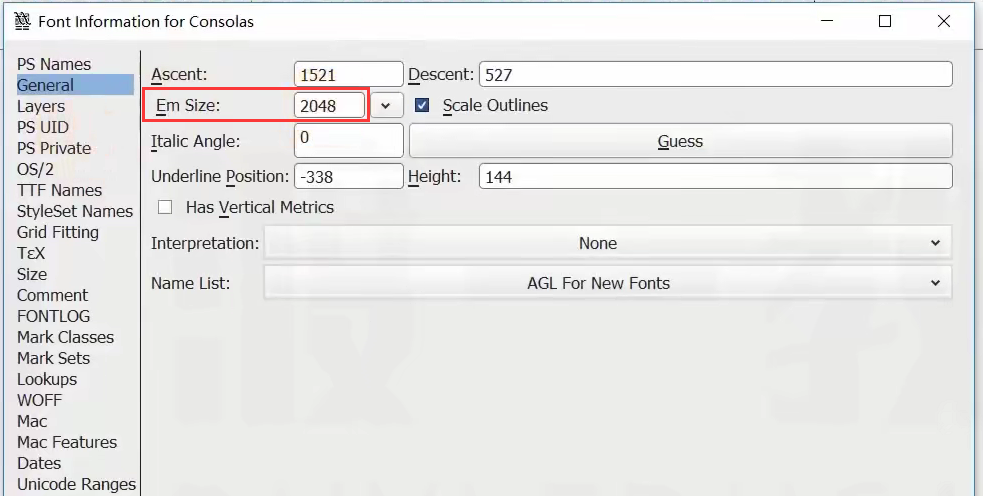 Font Information for Consolas
PS Names
General
Layers
PS UID
PS Private
OS/2
TTF Names
StyleSet Names
Grid Fitting
TεX
Size
Comment
FONTLOG
Mark Classes
Mark Sets
Lookups
WOFF
Mac
Mac Features
Dates
Unicode Ranges
Ascent: 1521 Descent: 527
Em Size: 2048 Scale Outlines
Italic Angle: 0 Guess
Underline Position: -338 Height: 144
Has Vertical Metrics
Interpretation: None
Name List: AGL For New Fonts